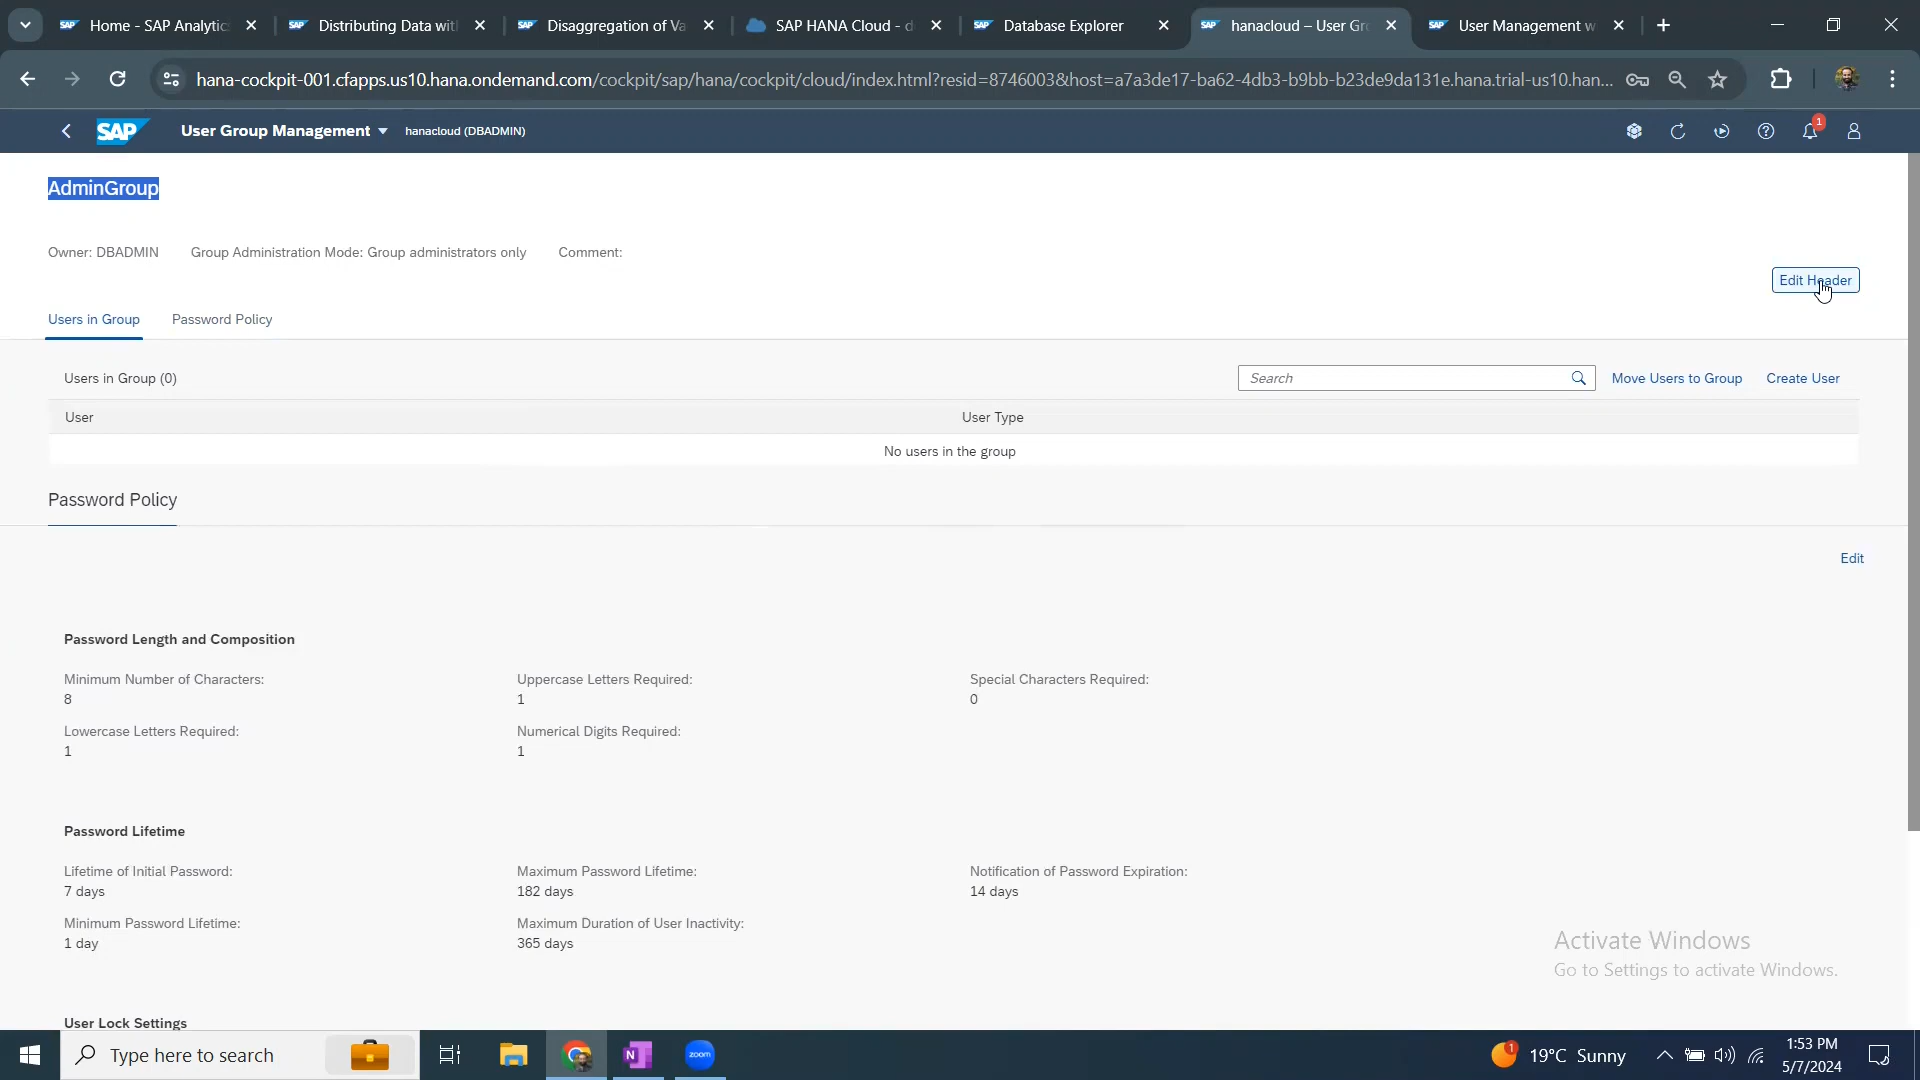 Home - SAP Analytic
Distributing Data wit
Disaggregation of Va
SAP HANA Cloud - d
Database Explorer
hanacloud – User Gr
User Management w
hana-cockpit-001.cfapps.us10.hana.ondemand.com/cockpit/sap/hana/cockpit/cloud/index.html?resid=8746003&host=a7a3de17-ba62-4db3-b9bb-b23de9da131e.hana.trial-us10.han...
SAP User Group Management hanacloud (DBADMIN) 1
AdminGroup
Owner: DBADMIN Group Administration Mode: Group administrators only Comment:
Edit Header
Users in Group Password Policy
Users in Group (0) Search Move Users to Group Create User
User User Type
No users in the group
Password Policy
Edit
Password Length and Composition
Minimum Number of Characters: Uppercase Letters Required: Special Characters Required:
8 1 0
Lowercase Letters Required: Numerical Digits Required:
1 1
Password Lifetime
Lifetime of Initial Password: Maximum Password Lifetime: Notification of Password Expiration:
7 days 182 days 14 days
Minimum Password Lifetime: Maximum Duration of User Inactivity:
1 day 365 days
Activate Windows
Go to Settings to activate Windows.
User Lock Settings
Type here to search
N
zoom
1
19°C Sunny
1:53 PM
5/7/2024